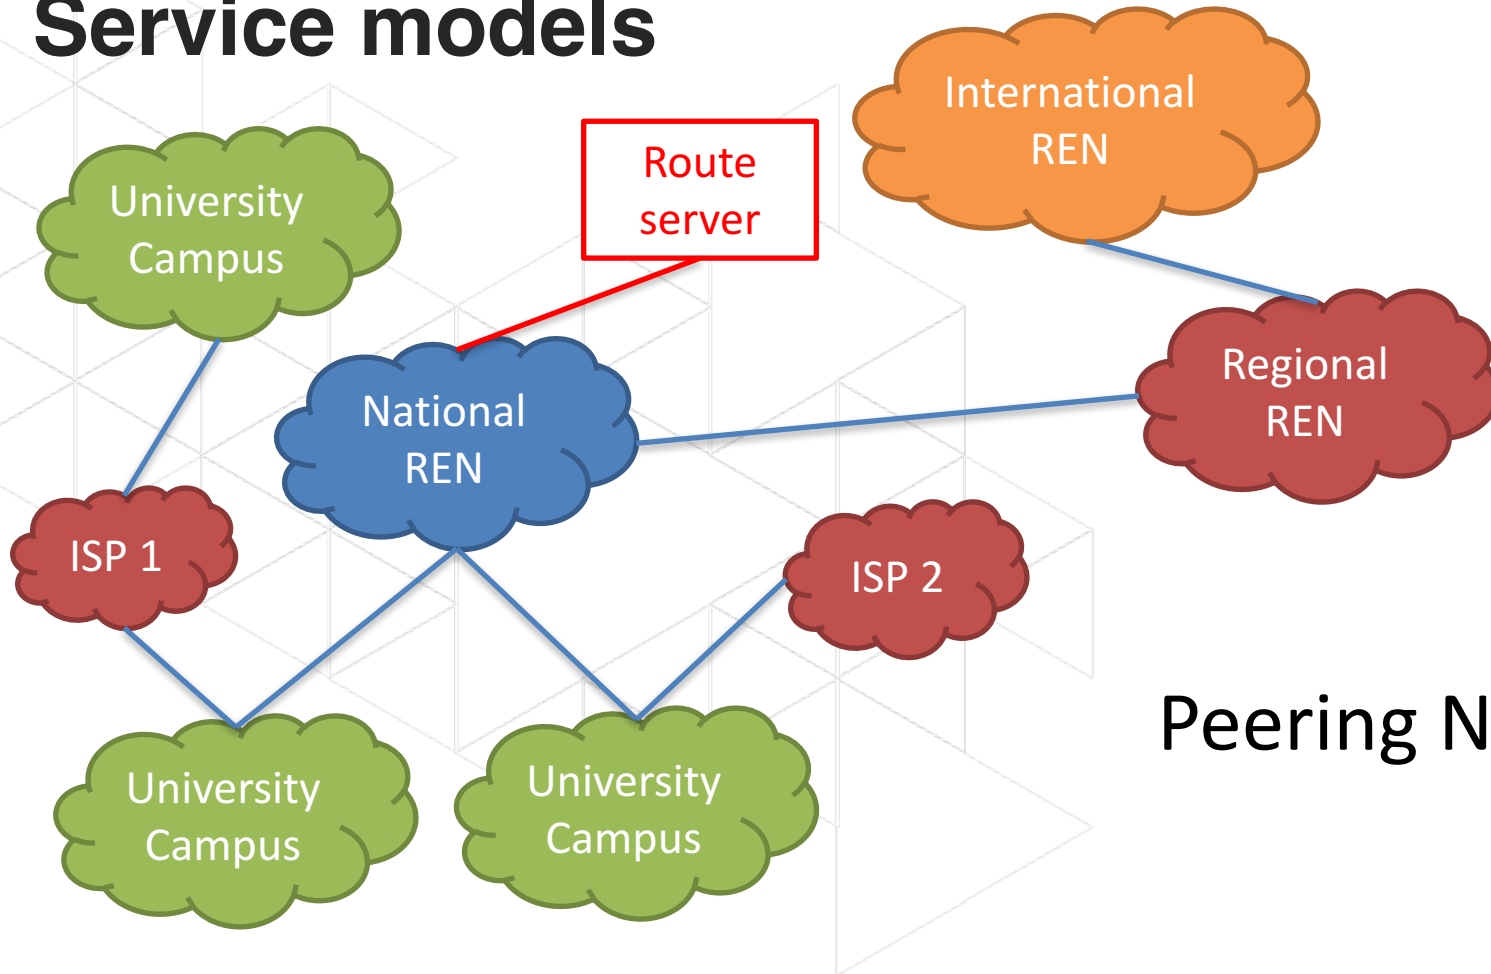 Service models
International
REN
Route
server
University
Campus
Regional
REN
National
REN
ISP 1
ISP 2
Peering N
University
Campus
University
Campus